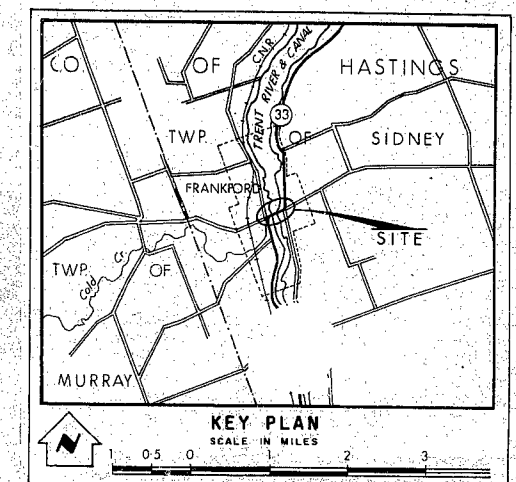 C.N.R.
TRENT RIVER & CANAL
CO. OF HASTINGS
33
TWP. OF SIDNEY
FRANKFORD
SITE
TWP. OF
Cold Cr.
MURRAY
KEY PLAN
SCALE IN MILES
N
1 0·5 0 1 2 3